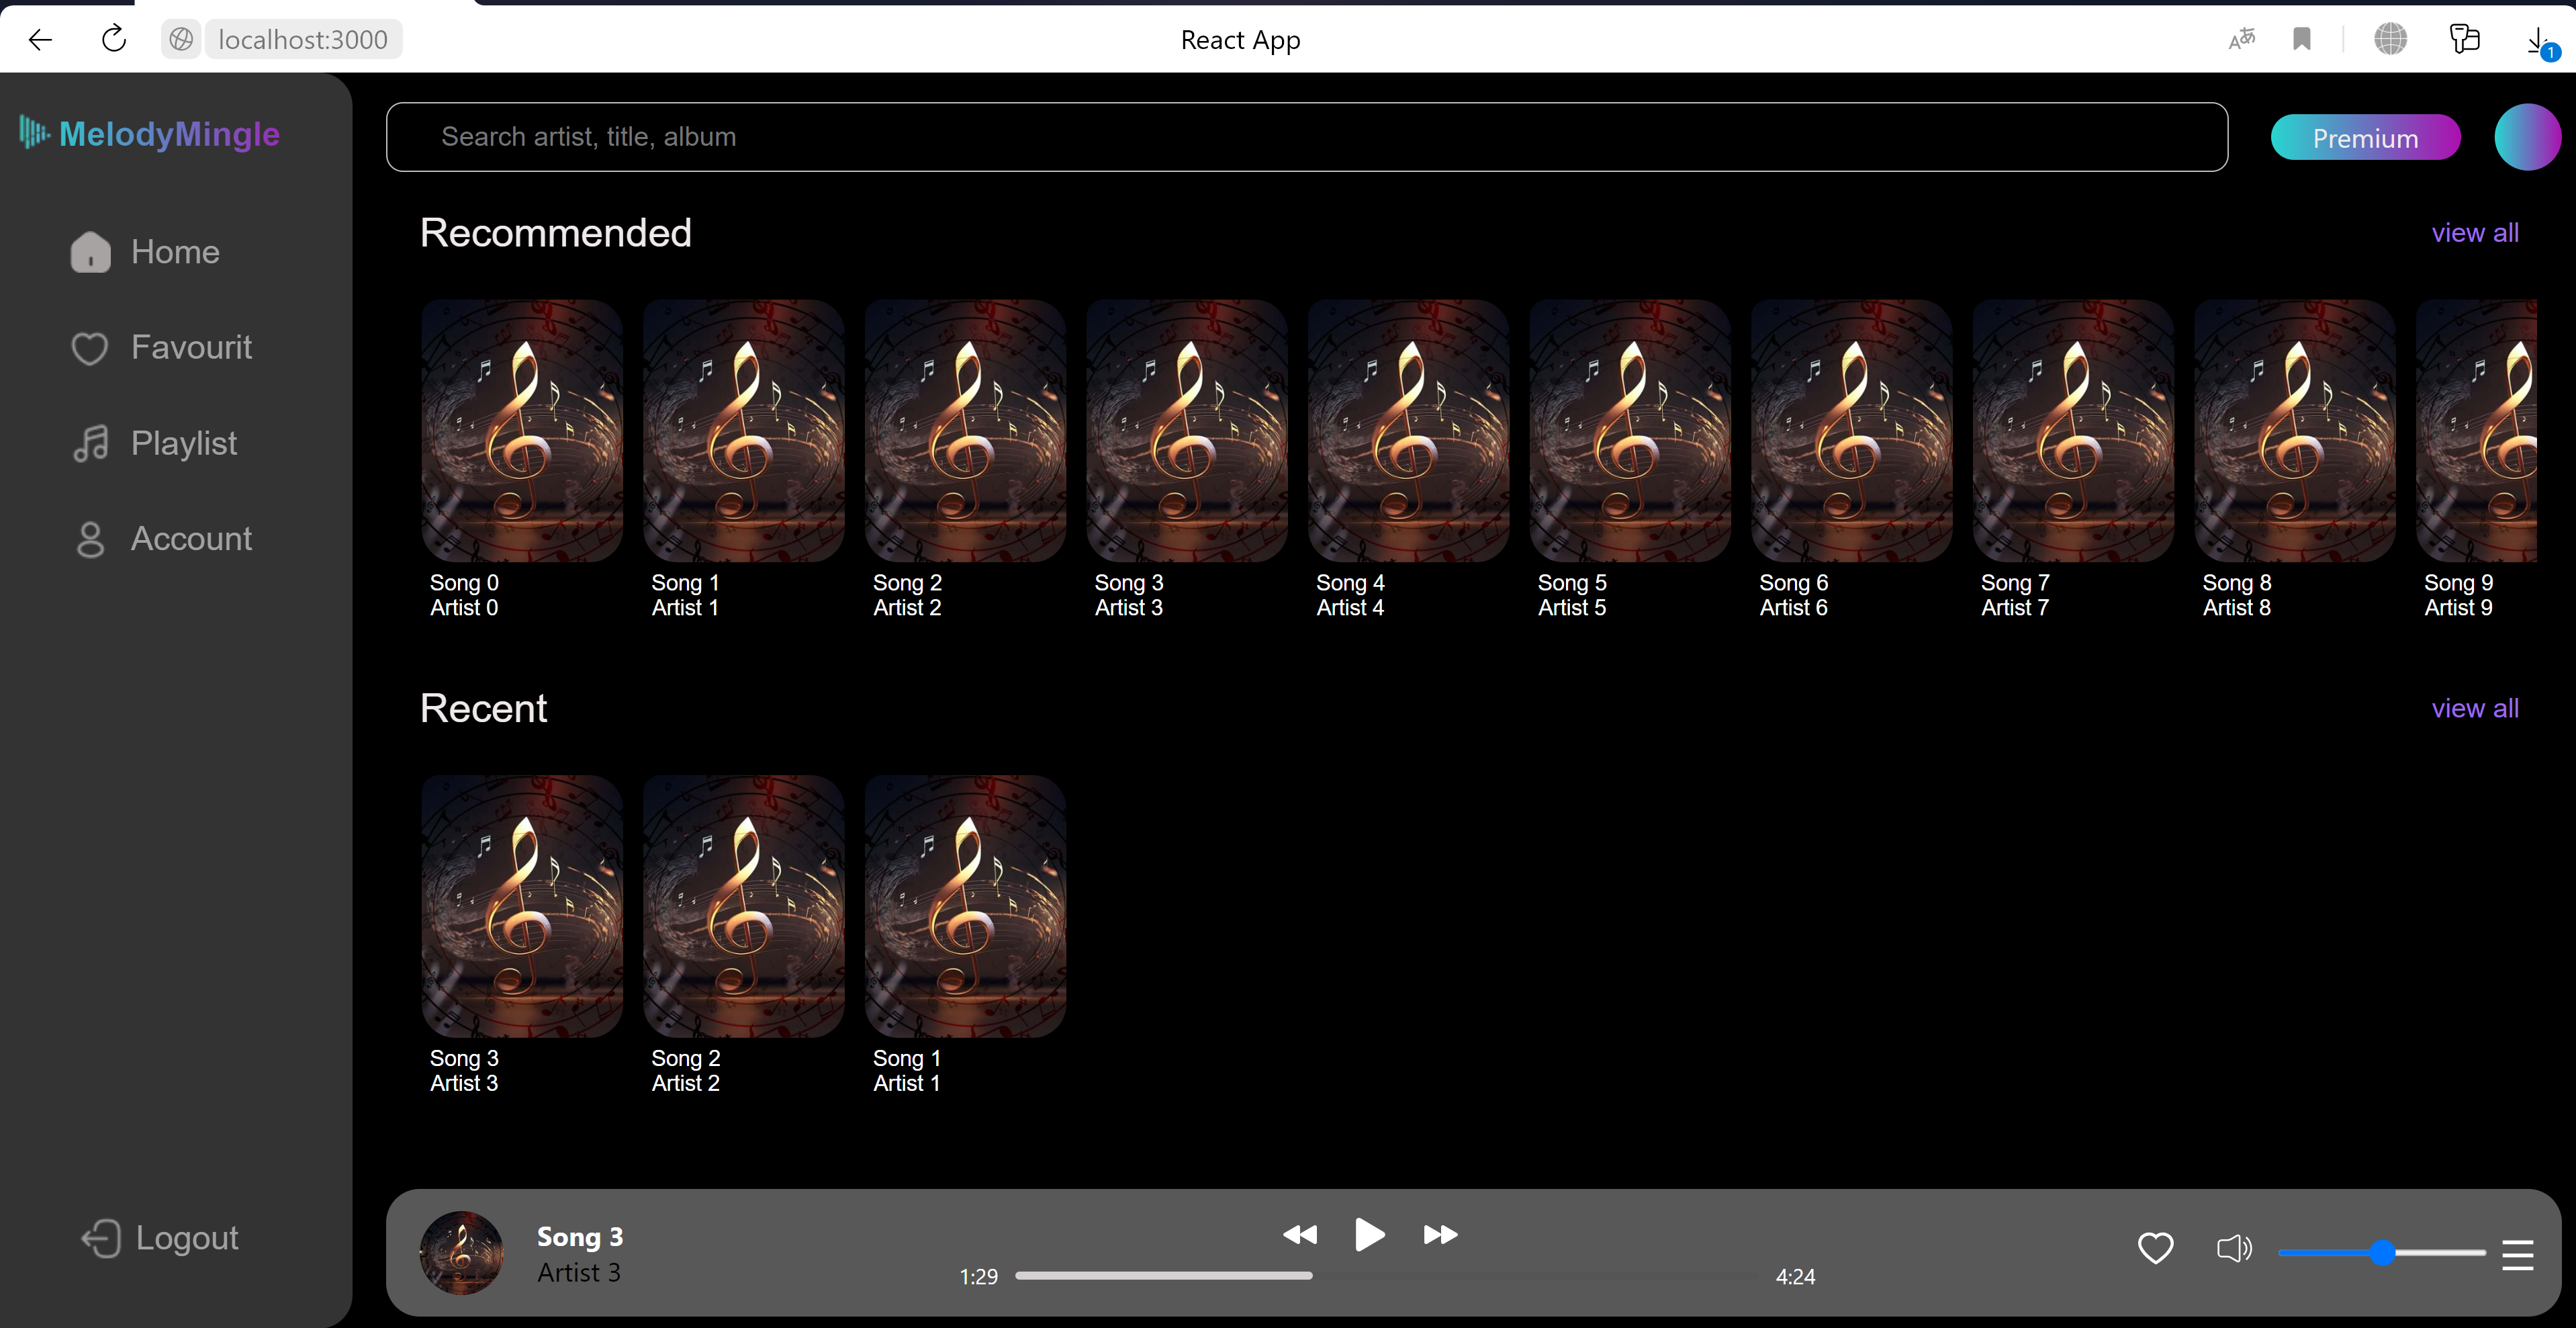 localhost:3000
React App
Aあ
1
MelodyMingle
Search artist, title, album
Premium
Home
Favourit
Playlist
Account
Logout
Recommended
view all
Song 0
Artist 0
Song 1
Artist 1
Song 2
Artist 2
Song 3
Artist 3
Song 4
Artist 4
Song 5
Artist 5
Song 6
Artist 6
Song 7
Artist 7
Song 8
Artist 8
Song 9
Artist 9
Recent
view all
Song 3
Artist 3
Song 2
Artist 2
Song 1
Artist 1
Song 3
Artist 3
1:29
4:24